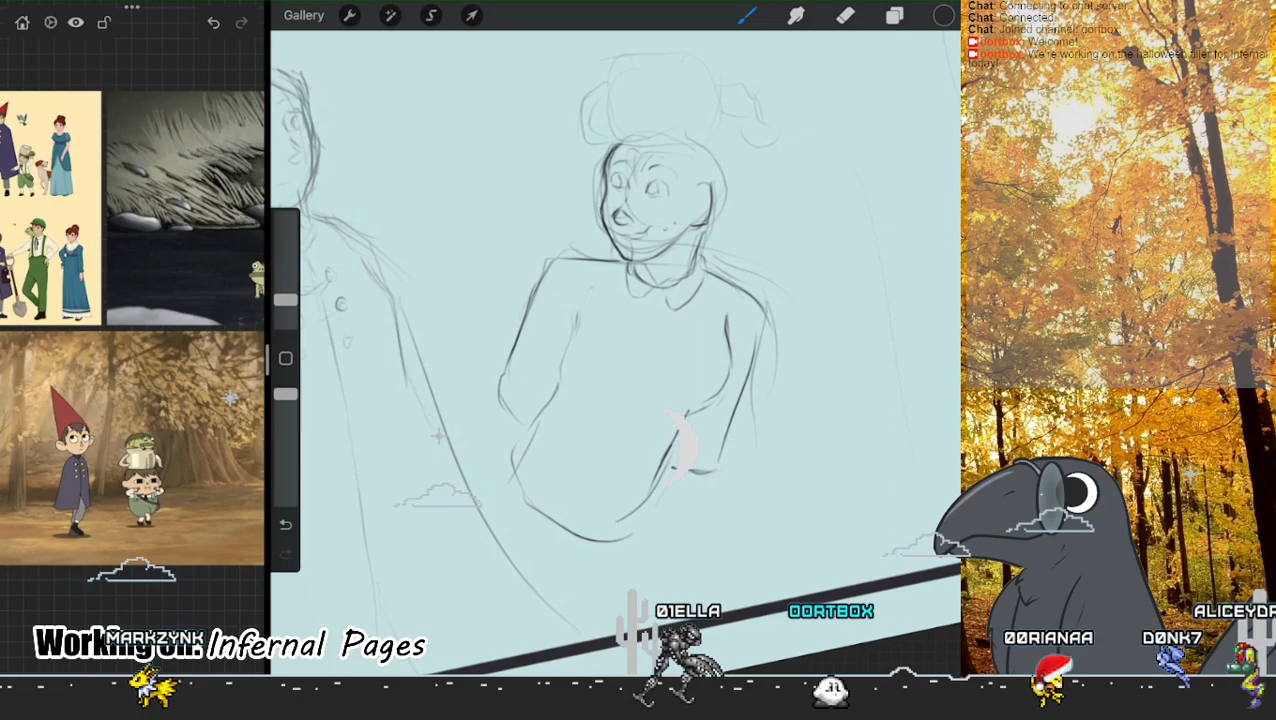 Gallery
Chat: Connecting to chat server
Chat: Connected
Chat: Joined channel: oortbox
oortbox: Welcome!
oortbox: We're working on the halloween filler for Infernal
today!
01ELLA
OORTBOX
00RIANAA
D0NK7
ALICEYDR
MARKZYNK
Working on: Infernal Pages